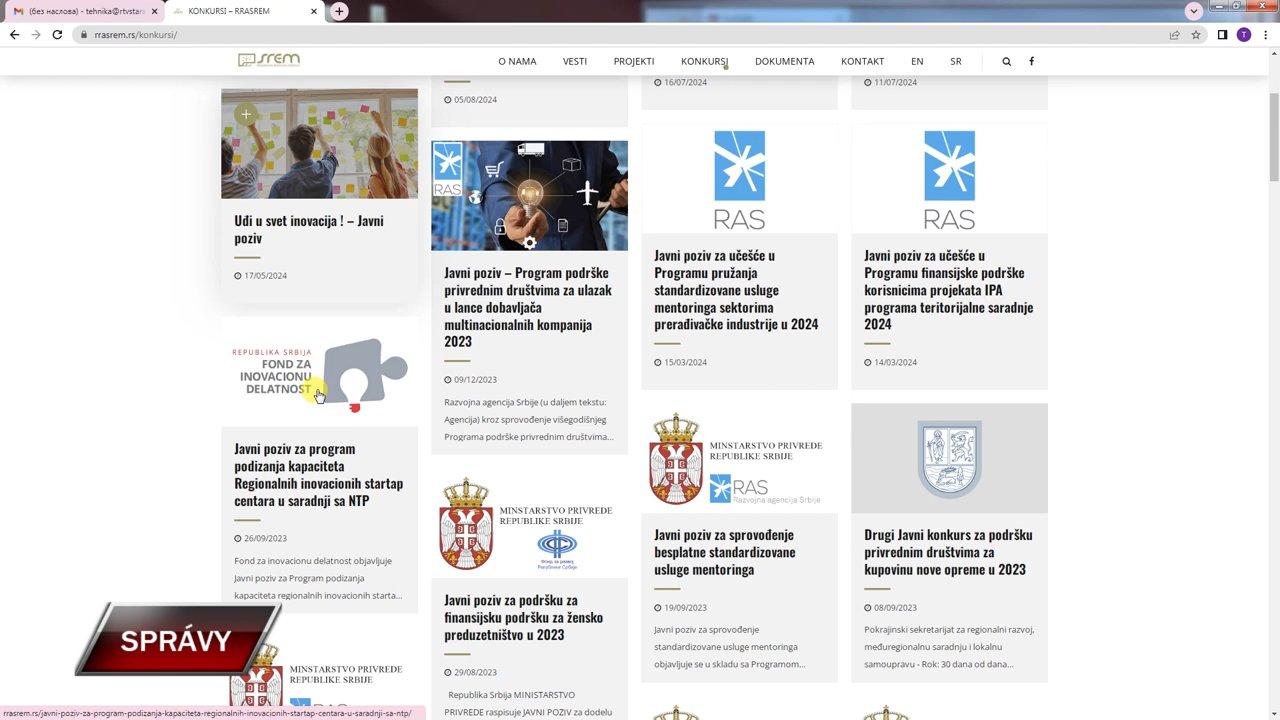 (без наслова) - tehnika@rtvstara
KONKURSI – RRASREM
rrasrem.rs/konkursi/
T
SREM
O NAMA
VESTI
PROJEKTI
KONKURSI
DOKUMENTA
KONTAKT
EN
SR
Uđi u svet inovacija ! – Javni
poziv
17/05/2024
REPUBLIKA SRBIJA
FOND ZA
INOVACIONU
DELATNOST
Javni poziv za program
podizanja kapaciteta
Regionalnih inovacionih startap
centara u saradnji sa NTP
26/09/2023
Fond za inovacionu delatnost objavljuje
Javni poziv za Program podizanja
kapaciteta regionalnih inovacionih starta...
MINSTARSTVO PRIVREDE
REPUBLIKE SRBIJE
05/08/2024
RAS
Javni poziv – Program podrške
privrednim društvima za ulazak
u lance dobavljača
multinacionalnih kompanija
2023
09/12/2023
Razvojna agencija Srbije (u daljem tekstu:
Agencija) kroz sprovođenje višegodišnjeg
Programa podrške privrednim društvima...
MINSTARSTVO PRIVREDE
REPUBLIKE SRBIJE
Фонд за развој
Републике Србије
Javni poziv za podršku za
finansijsku podršku za žensko
preduzetništvo u 2023
29/08/2023
Republika Srbija MINISTARSTVO
PRIVREDE raspisuje JAVNI POZIV za dodelu
16/07/2024
RAS
Javni poziv za učešće u
Programu pružanja
standardizovane usluge
mentoringa sektorima
prerađivačke industrije u 2024
15/03/2024
MINSTARSTVO PRIVREDE
REPUBLIKE SRBIJE
RAS
Razvojna agencija Srbije
Javni poziv za sprovođenje
besplatne standardizovane
usluge mentoringa
19/09/2023
Javni poziv za sprovođenje
standardizovane usluge mentoringa
objavljuje se u skladu sa Programom...
11/07/2024
RAS
Javni poziv za učešće u
Programu finansijske podrške
korisnicima projekata IPA
programa teritorijalne saradnje
2024
14/03/2024
Drugi Javni konkurs za podršku
privrednim društvima za
kupovinu nove opreme u 2023
08/09/2023
Pokrajinski sekretarijat za regionalni razvoj,
međuregionalnu saradnju i lokalnu
samoupravu - Rok: 30 dana od dana...
SPRÁVY
rrasrem.rs/javni-poziv-za-program-podizanja-kapaciteta-regionalnih-inovacionih-startap-centara-u-saradnji-sa-ntp/